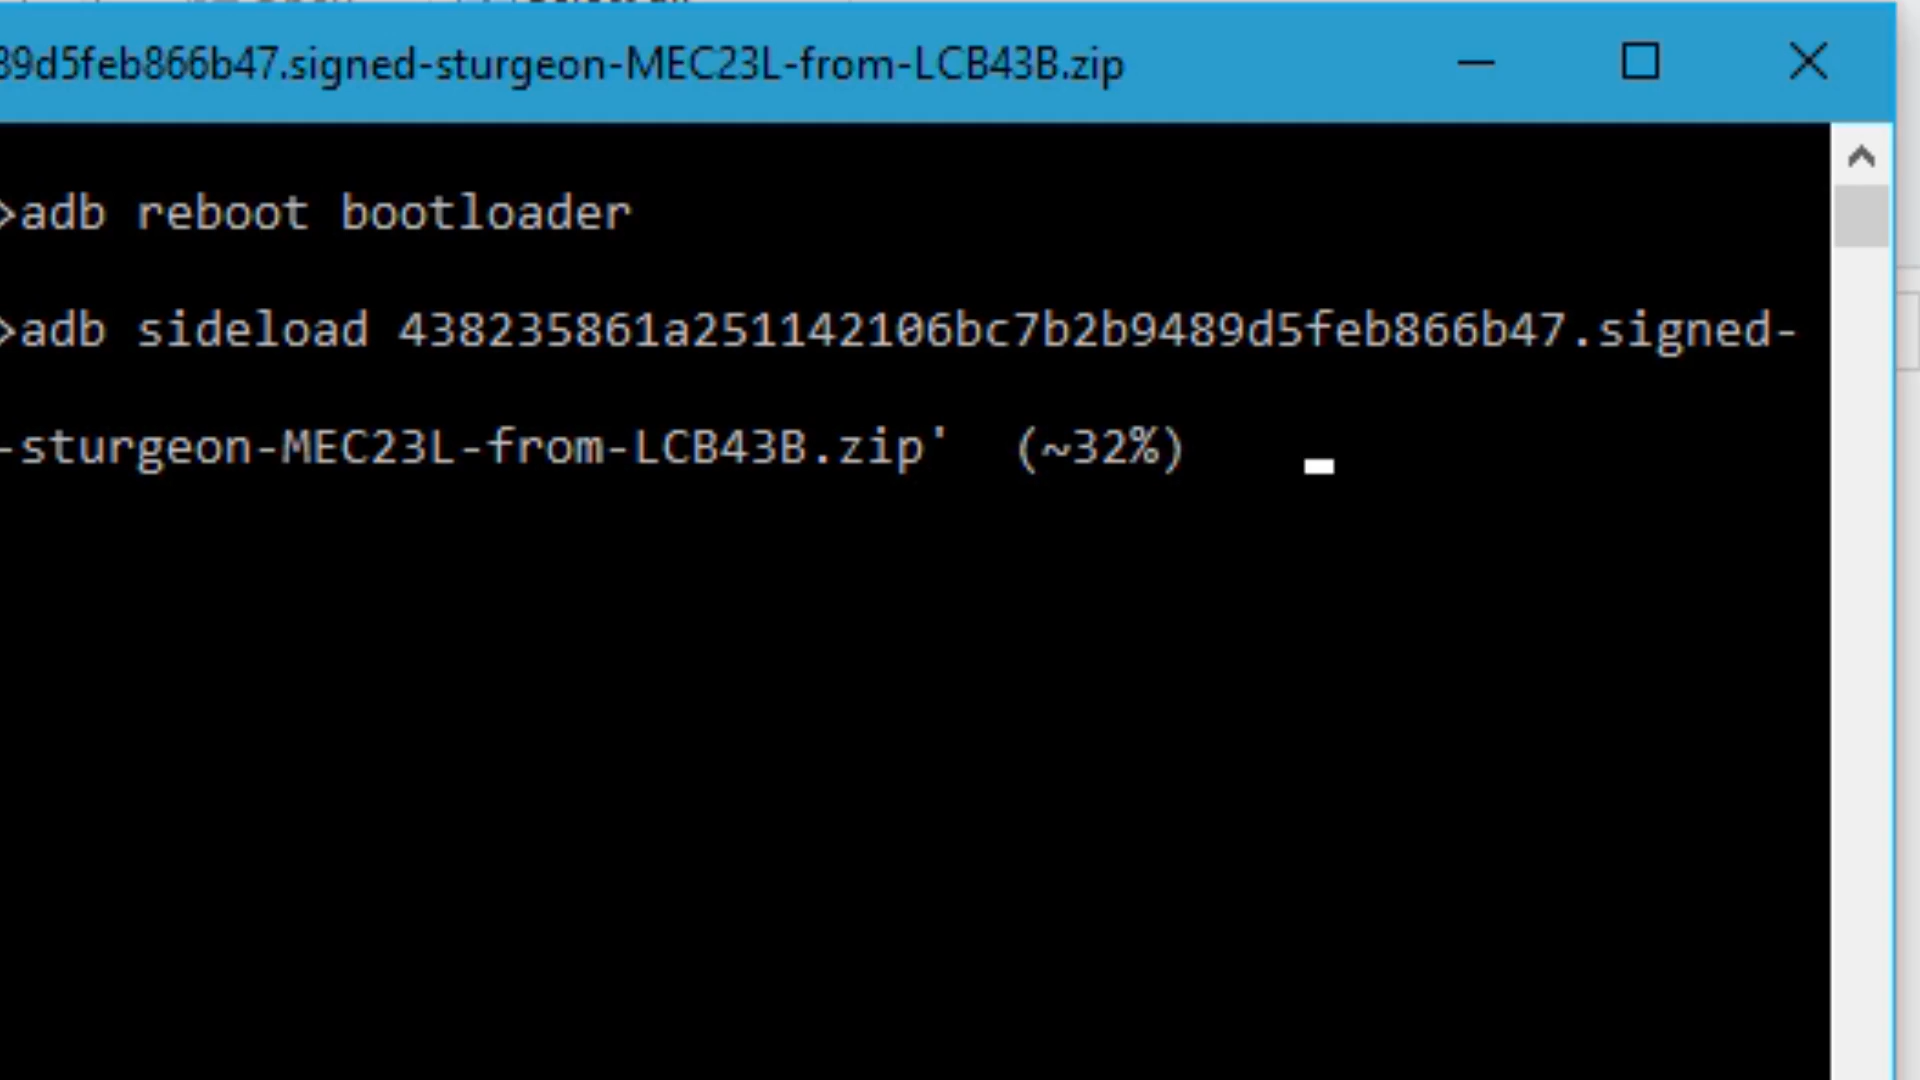 89d5feb866b47.signed-sturgeon-MEC23L-from-LCB43B.zip
>adb reboot bootloader
>adb sideload 438235861a251142106bc7b2b9489d5feb866b47.signed-
-sturgeon-MEC23L-from-LCB43B.zip' (~32%)